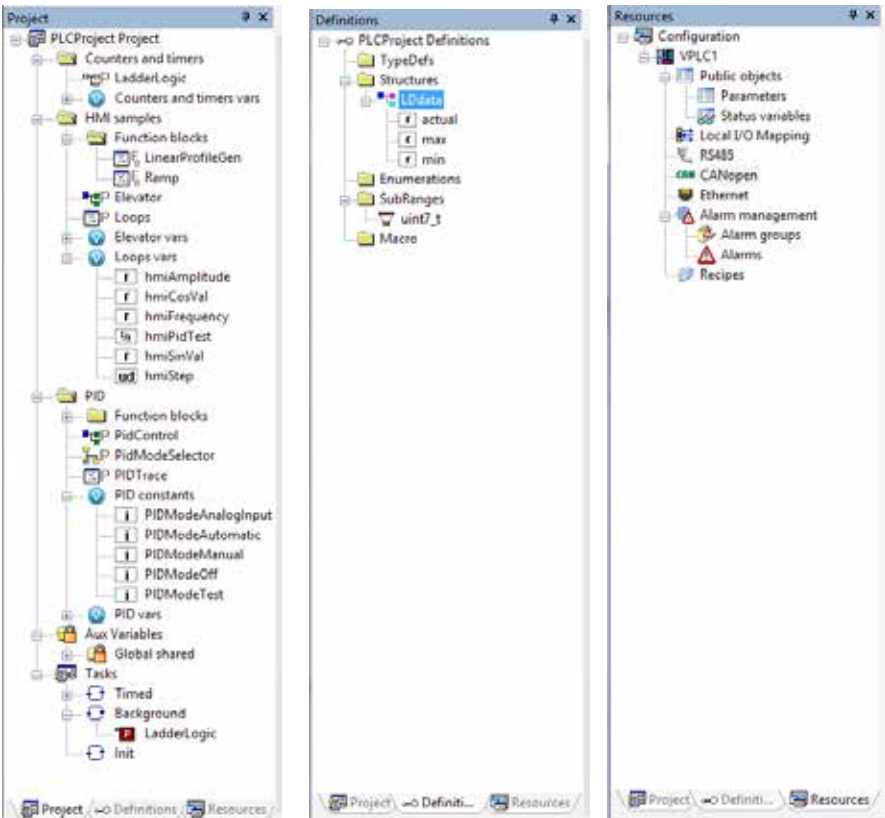 Project
PLCProject Project
Counters and timers
LadderLogic
Counters and timers vars
HMI samples
Function blocks
LinearProfileGen
Ramp
Elevator
Loops
Elevator vars
Loops vars
hmiAmplitude
hmiCosVal
hmiFrequency
hmiPidTest
hmiSinVal
ud hmiStep
PID
Function blocks
PidControl
PidModeSelector
PIDTrace
PID constants
PIDModeAnalogInput
PIDModeAutomatic
PIDModeManual
PIDModeOff
PIDModeTest
PID vars
Aux Variables
Global shared
Tasks
Timed
Background
LadderLogic
Init
Project Definitions Resources
Definitions
PLCProject Definitions
TypeDefs
Structures
LDdata
actual
max
min
Enumerations
SubRanges
uint7_t
Macro
Project Definiti... Resources
Resources
Configuration
VPLC1
Public objects
Parameters
Status variables
Local I/O Mapping
RS485
CAN CANopen
Ethernet
Alarm management
Alarm groups
Alarms
Recipes
Project Definiti... Resources